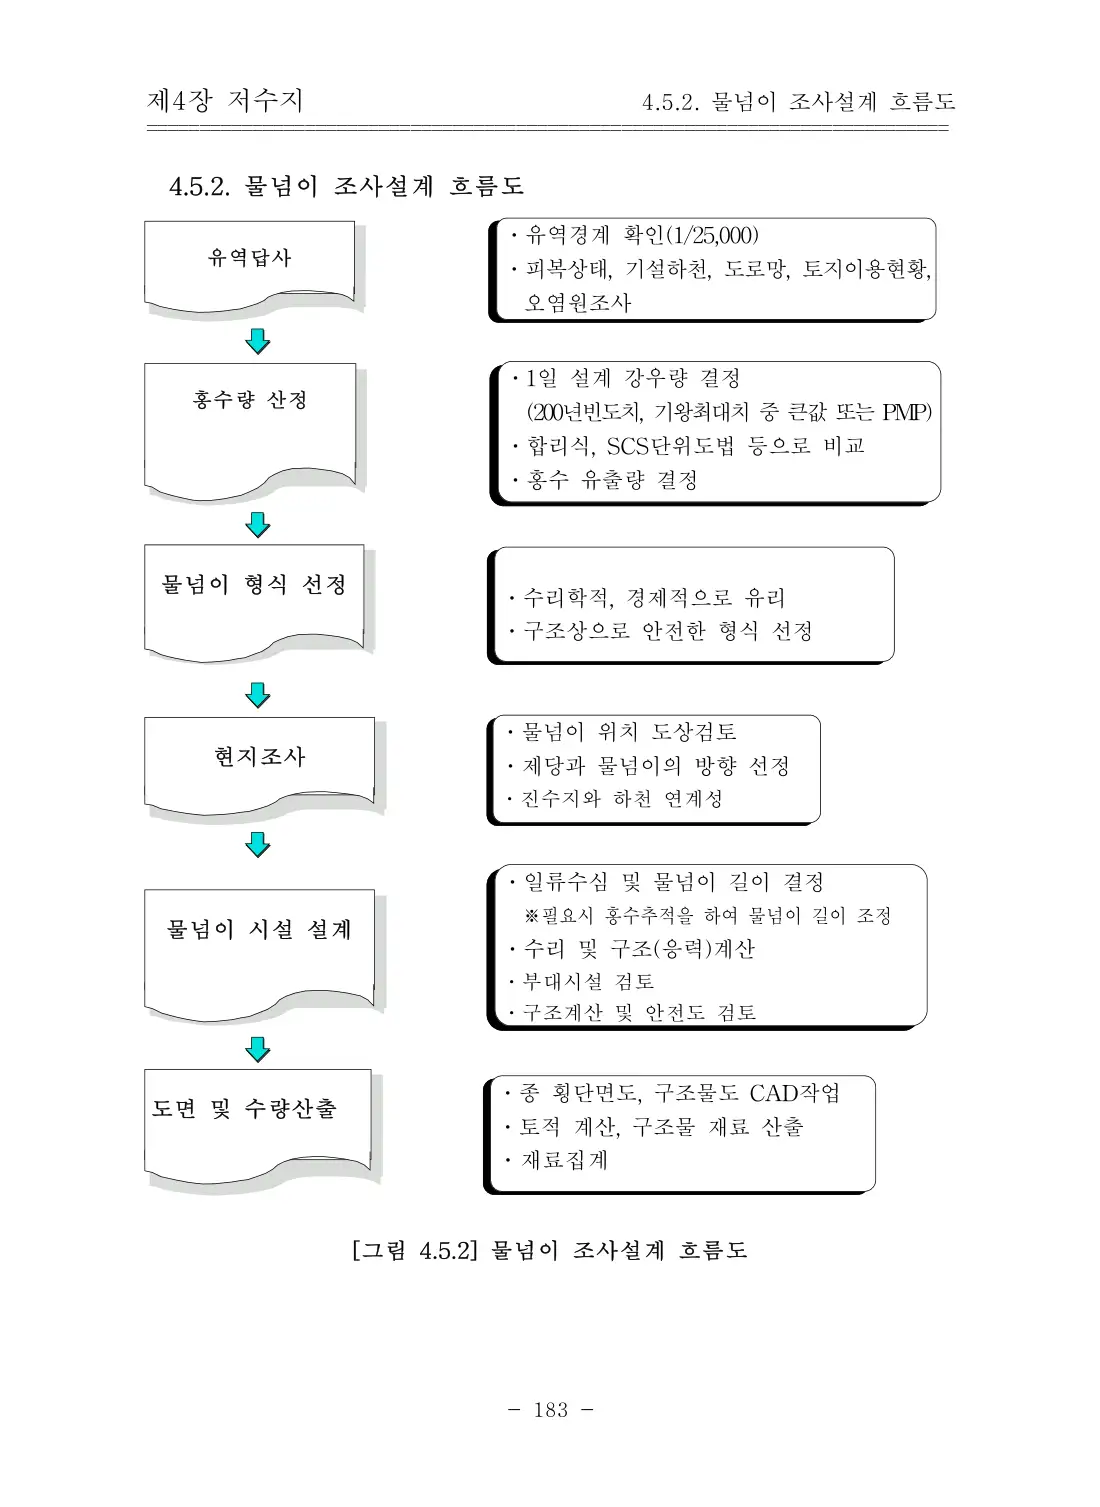 제4장 저수지
4.5.2. 물넘이 조사설계 흐름도
4.5.2. 물넘이 조사설계 흐름도
유역답사
· 유역경계 확인(1/25,000)
· 피복상태, 기설하천, 도로망, 토지이용현황,
오염원조사
홍수량 산정
· 1일 설계 강우량 결정
(200년빈도치, 기왕최대치 중 큰값 또는 PMP)
· 합리식, SCS단위도법 등으로 비교
· 홍수 유출량 결정
물넘이 형식 선정
· 수리학적, 경제적으로 유리
· 구조상으로 안전한 형식 선정
현지조사
· 물넘이 위치 도상검토
· 제당과 물넘이의 방향 선정
· 진수지와 하천 연계성
물넘이 시설 설계
· 일류수심 및 물넘이 길이 결정
※필요시 홍수추적을 하여 물넘이 길이 조정
· 수리 및 구조(응력)계산
· 부대시설 검토
· 구조계산 및 안전도 검토
도면 및 수량산출
· 종 횡단면도, 구조물도 CAD작업
· 토적 계산, 구조물 재료 산출
· 재료집계
[그림 4.5.2] 물넘이 조사설계 흐름도
- 183 -